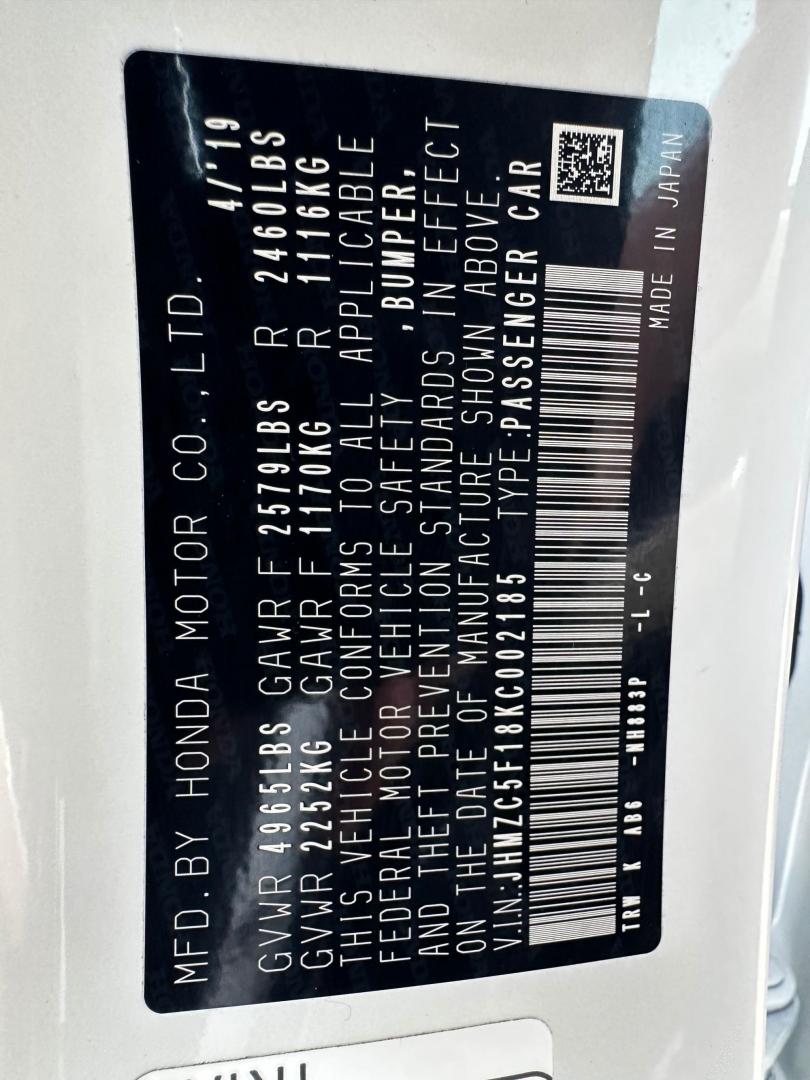 MFD.BY HONDA MOTOR CO.,LTD. 4/'19
GVWR 4965LBS GAWR F 2579LBS R 2460LBS
GVWR 2252KG GAWR F 1170KG R 1116KG
THIS VEHICLE CONFORMS TO ALL APPLICABLE
FEDERAL MOTOR VEHICLE SAFETY ,BUMPER,
AND THEFT PREVENTION STANDARDS IN EFFECT
ON THE DATE OF MANUFACTURE SHOWN ABOVE.
V.I.N.:JHMZC5F18KC002185 TYPE:PASSENGER CAR
TRW K AB6 -NH883P -L -C
MADE IN JAPAN